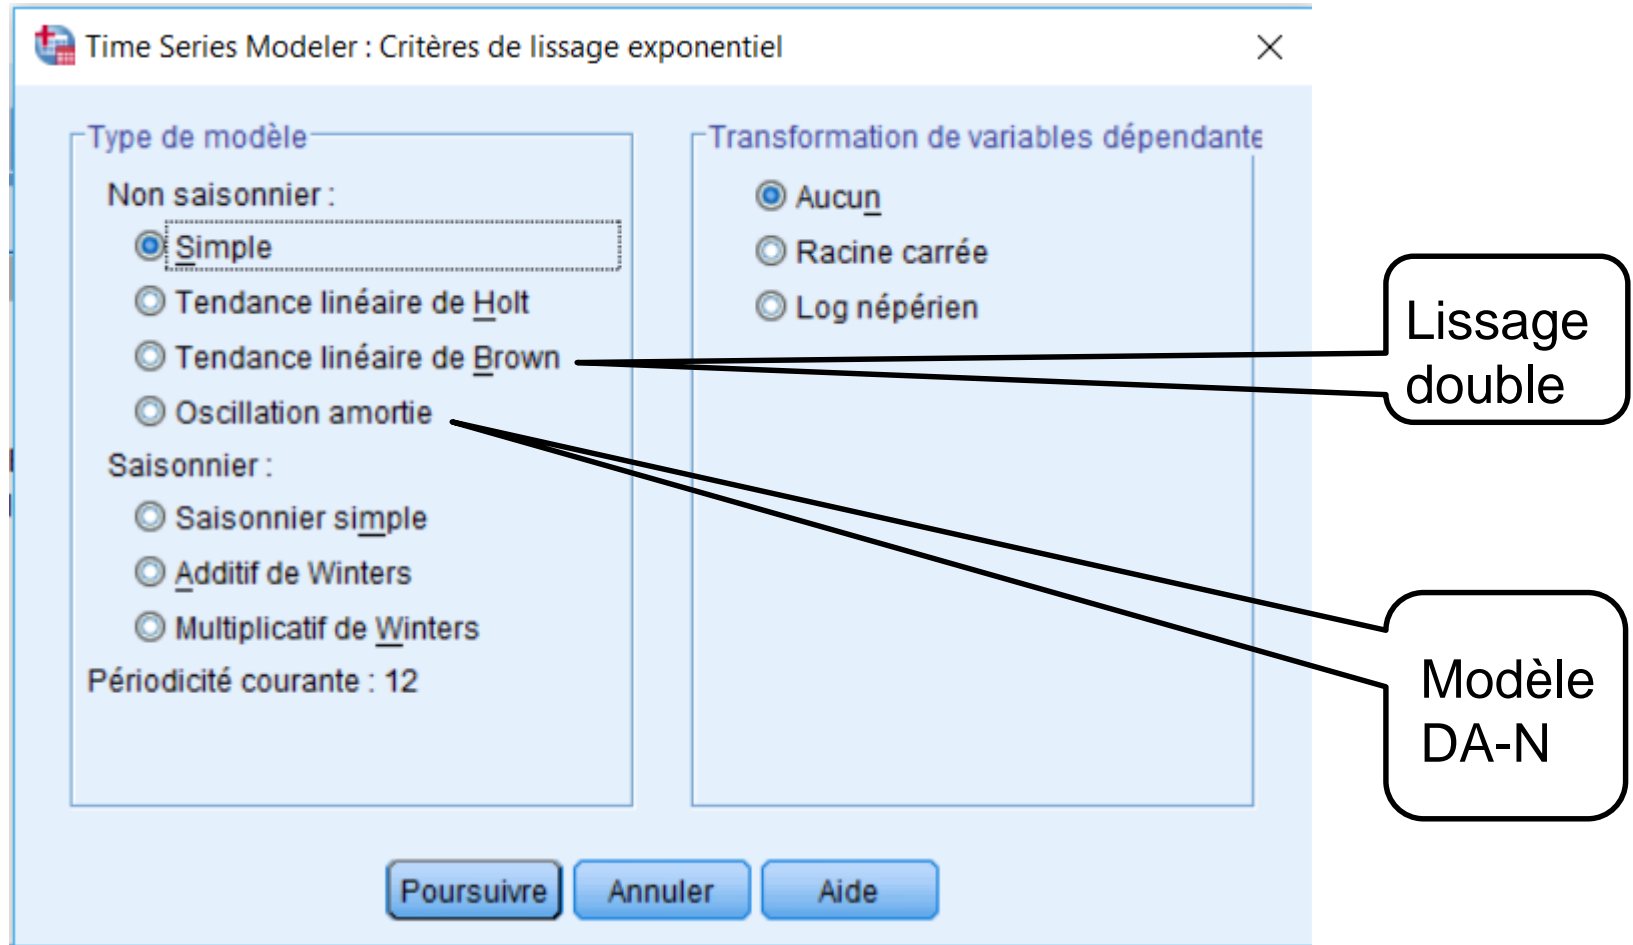 Time Series Modeler : Critères de lissage exponentiel
Type de modèle
Non saisonnier :
Simple
Tendance linéaire de Holt
Tendance linéaire de Brown
Oscillation amortie
Saisonnier :
Saisonnier simple
Additif de Winters
Multiplicatif de Winters
Périodicité courante : 12
Transformation de variables dépendante
Aucun
Racine carrée
Log népérien
Lissage
double
Modèle
DA-N
Poursuivre
Annuler
Aide